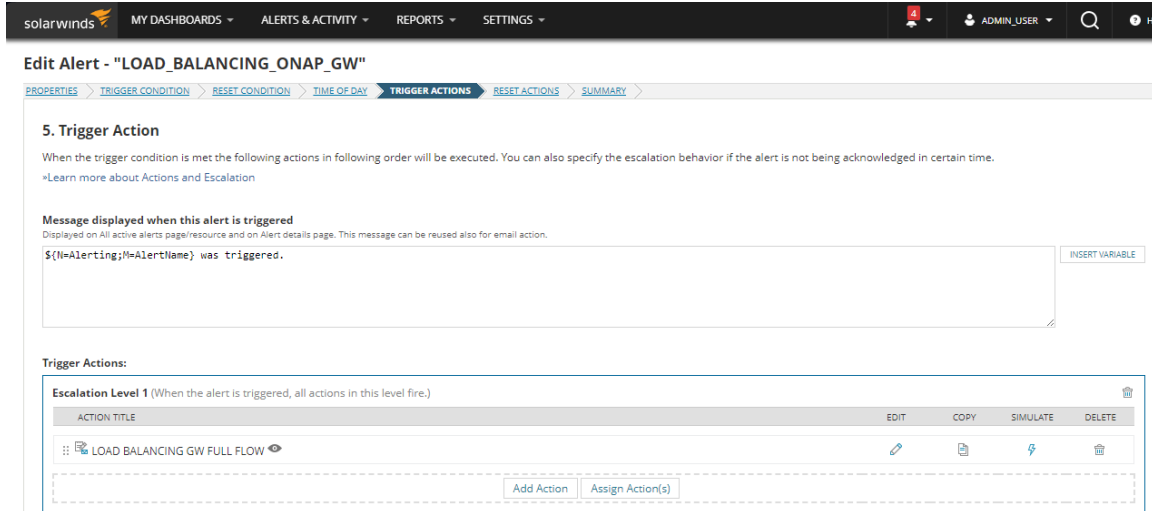 solarwinds MY DASHBOARDS ALERTS & ACTIVITY REPORTS SETTINGS 4 ADMIN_USER
Edit Alert - "LOAD_BALANCING_ONAP_GW"
PROPERTIES TRIGGER CONDITION RESET CONDITION TIME OF DAY TRIGGER ACTIONS RESET ACTIONS SUMMARY
5. Trigger Action
When the trigger condition is met the following actions in following order will be executed. You can also specify the escalation behavior if the alert is not being acknowledged in certain time.
»Learn more about Actions and Escalation
Message displayed when this alert is triggered
Displayed on All active alerts page/resource and on Alert details page. This message can be reused also for email action.
${N=Alerting;M=AlertName} was triggered. INSERT VARIABLE
Trigger Actions:
Escalation Level 1 (When the alert is triggered, all actions in this level fire.)
ACTION TITLE EDIT COPY SIMULATE DELETE
LOAD BALANCING GW FULL FLOW
Add Action Assign Action(s)